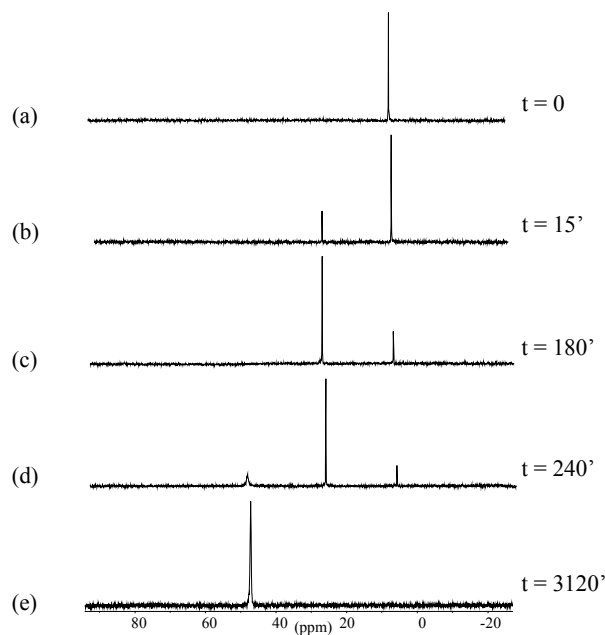 (a) t = 0
(b) t = 15’
(c) t = 180’
(d) t = 240’
(e) t = 3120’
80 60 40 20 0 -20
(ppm)